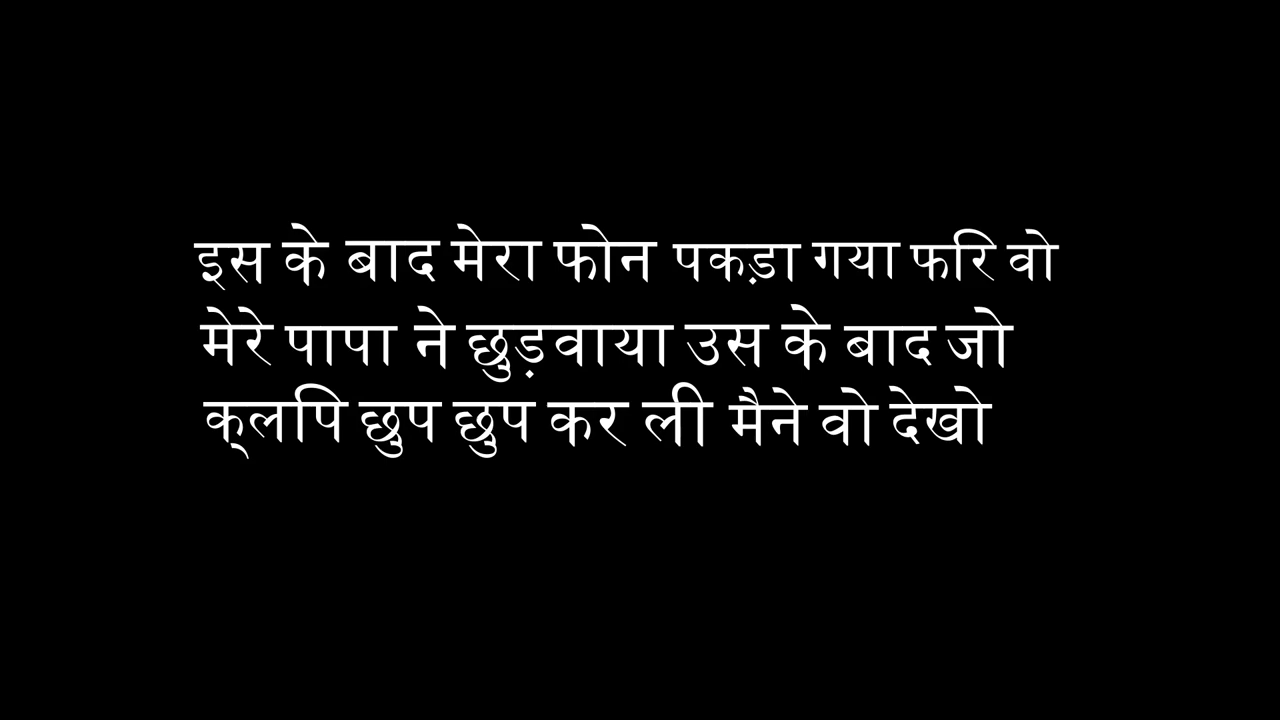 इस के बाद मेरा फोन पकड़ा गया फरि वो
मेरे पापा ने छुड़वाया उस के बाद जो
क्लपि छुप छुप कर ली मैने वो देखो